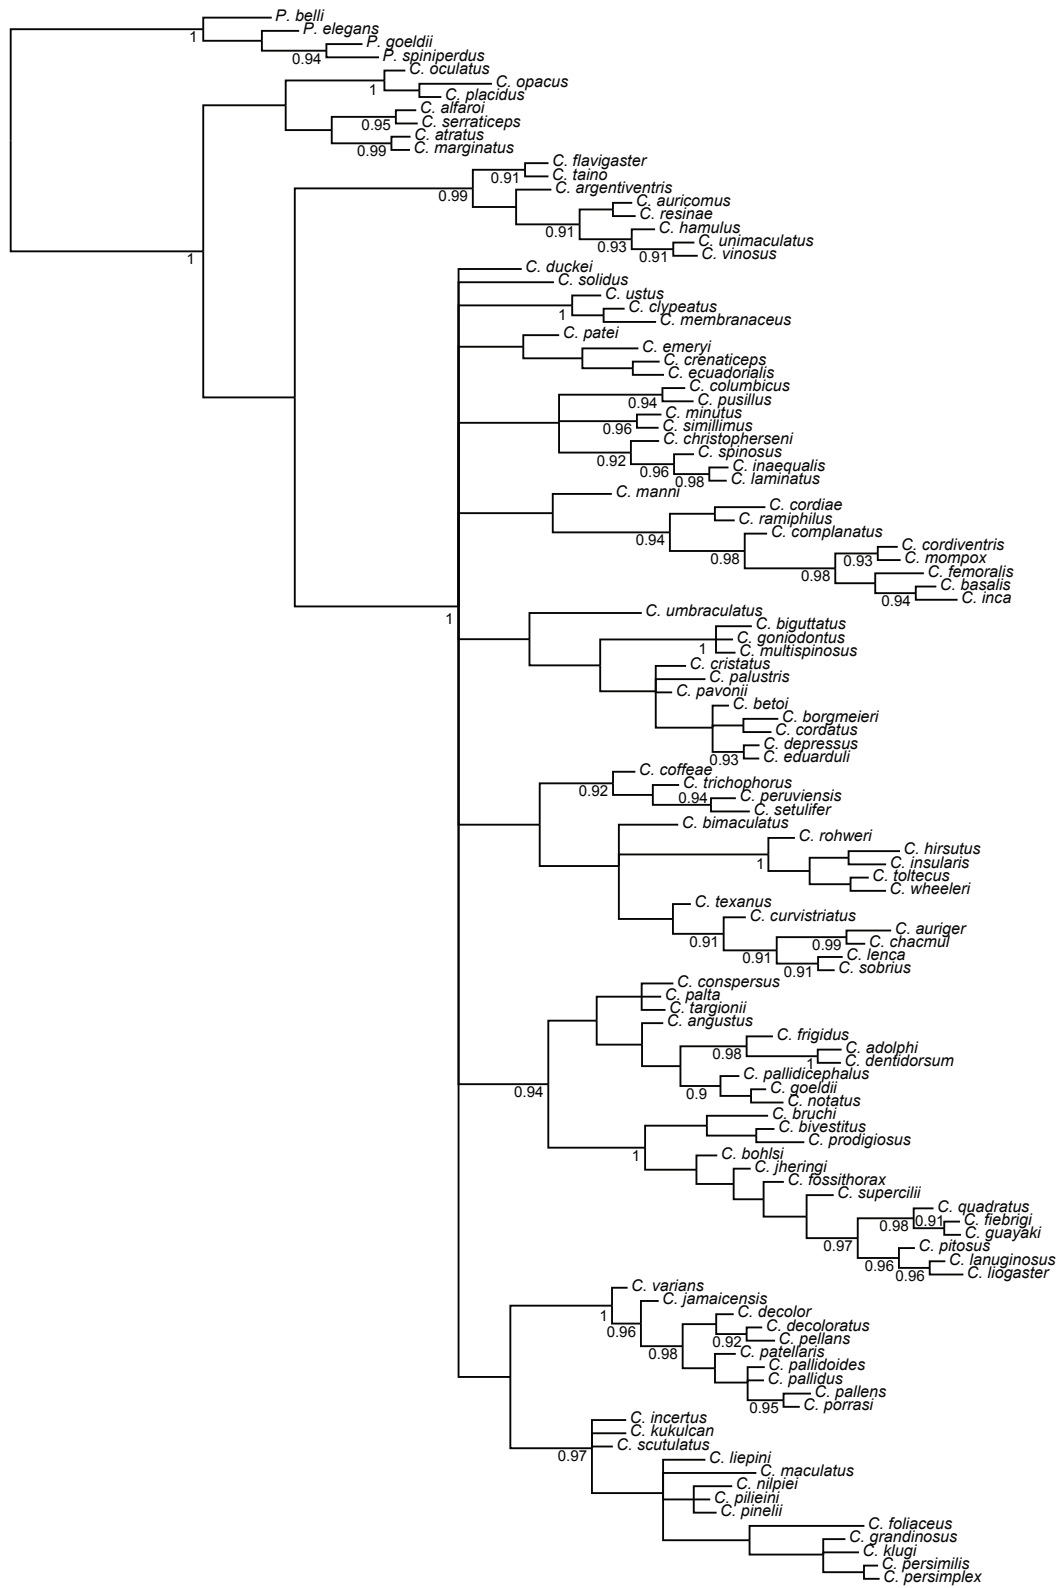 P. belli
P. elegans
1
P. goeldii
0.94
P. spiniperdus
C. oculatus
C. opacus
1
C. placidus
C. alfaroi
0.95
C. serraticeps
C. atratus
0.99
C. marginatus
C. flavigaster
0.91
C. taino
C. argentiventris
0.99
C. auricomus
C. resinae
C. hamulus
0.91
C. unimaculatus
0.93
C. vinosus
0.91
1
C. duckei
C. solidus
C. ustus
C. clypeatus
1
C. membranaceus
C. patei
C. emeryi
C. crenaticeps
C. ecuadorialis
C. columbicus
C. pusillus
0.94
C. minutus
C. simillimus
0.96
C. christopherseni
C. spinosus
0.92
C. inaequalis
0.96
C. laminatus
0.98
C. manni
C. cordiae
C. ramiphilus
C. complanatus
0.94
C. cordiventris
0.98
C. mompox
0.93
C. femoralis
0.98
C. basalis
C. inca
0.94
C. umbraculatus
1
C. biguttatus
C. goniodontus
C. multispinosus
1
C. cristatus
C. palustris
C. pavonii
C. betoi
C. borgmeieri
C. cordatus
C. depressus
C. eduarduli
0.93
C. coffeae
C. trichophorus
0.92
C. peruviensis
0.94
C. setulifer
C. bimaculatus
C. rohweri
C. hirsutus
C. insularis
1
C. toltecus
C. wheeleri
C. texanus
C. curvistriatus
C. auriger
0.91
C. chacmul
0.99
C. lenca
0.91
C. sobrius
0.91
C. conspersus
C. palta
C. targionii
C. angustus
C. frigidus
C. adolphi
0.98
C. dentidorsum
1
C. pallidicephalus
C. goeldii
0.94
0.9
C. notatus
C. bruchi
C. bivestitus
C. prodigiosus
C. bohlsi
1
C. jheringi
C. fossithorax
C. supercilii
C. quadratus
C. fiebrigi
0.98
0.91
C. guayaki
0.97
C. pitosus
C. lanuginosus
0.96
C. liogaster
0.96
C. varians
C. jamaicensis
1
C. decolor
0.96
C. decoloratus
C. pellans
0.92
C. patellaris
0.98
C. pallidoides
C. pallidus
C. pallens
C. porrasi
0.95
C. incertus
C. kukulcan
C. scutulatus
0.97
C. liepini
C. maculatus
C. nilpiei
C. pilieini
C. pinelii
C. foliaceus
C. grandinosus
C. klugi
C. persimilis
C. persimplex